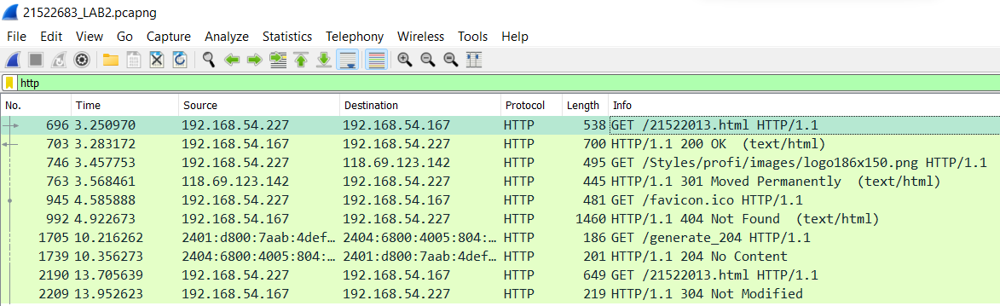 21522683_LAB2.pcapng
File Edit View Go Capture Analyze Statistics Telephony Wireless Tools Help
http
No. Time Source Destination Protocol Length Info
696 3.250970 192.168.54.227 192.168.54.167 HTTP 538 GET /21522013.html HTTP/1.1
703 3.283172 192.168.54.167 192.168.54.227 HTTP 700 HTTP/1.1 200 OK (text/html)
746 3.457753 192.168.54.227 118.69.123.142 HTTP 495 GET /Styles/profi/images/logo186x150.png HTTP/1.1
763 3.568461 118.69.123.142 192.168.54.227 HTTP 445 HTTP/1.1 301 Moved Permanently (text/html)
945 4.585888 192.168.54.227 192.168.54.167 HTTP 481 GET /favicon.ico HTTP/1.1
992 4.922673 192.168.54.167 192.168.54.227 HTTP 1460 HTTP/1.1 404 Not Found (text/html)
1705 10.216262 2401:d800:7aab:4def… 2404:6800:4005:804:… HTTP 186 GET /generate_204 HTTP/1.1
1739 10.356273 2404:6800:4005:804:… 2401:d800:7aab:4def… HTTP 201 HTTP/1.1 204 No Content
2190 13.705639 192.168.54.227 192.168.54.167 HTTP 649 GET /21522013.html HTTP/1.1
2209 13.952623 192.168.54.167 192.168.54.227 HTTP 219 HTTP/1.1 304 Not Modified